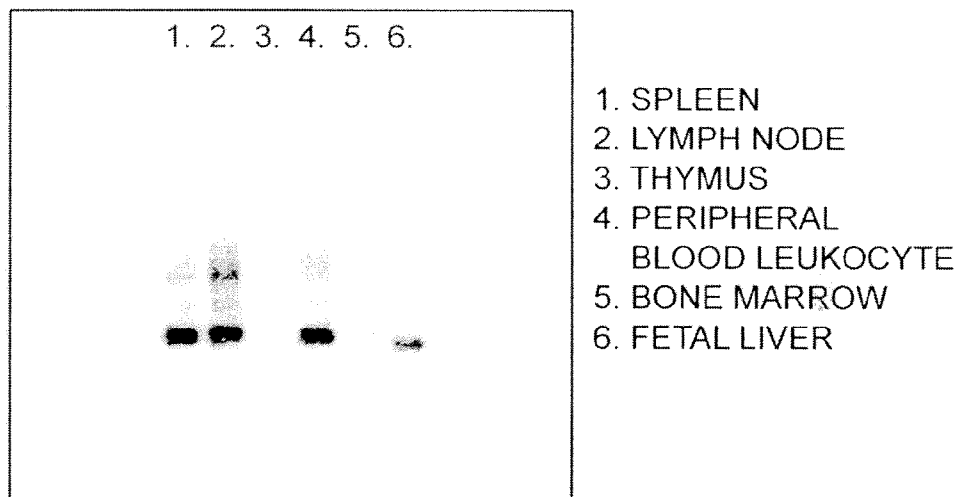 1. 2. 3. 4. 5. 6.
1. SPLEEN
2. LYMPH NODE
3. THYMUS
4. PERIPHERAL
BLOOD LEUKOCYTE
5. BONE MARROW
6. FETAL LIVER